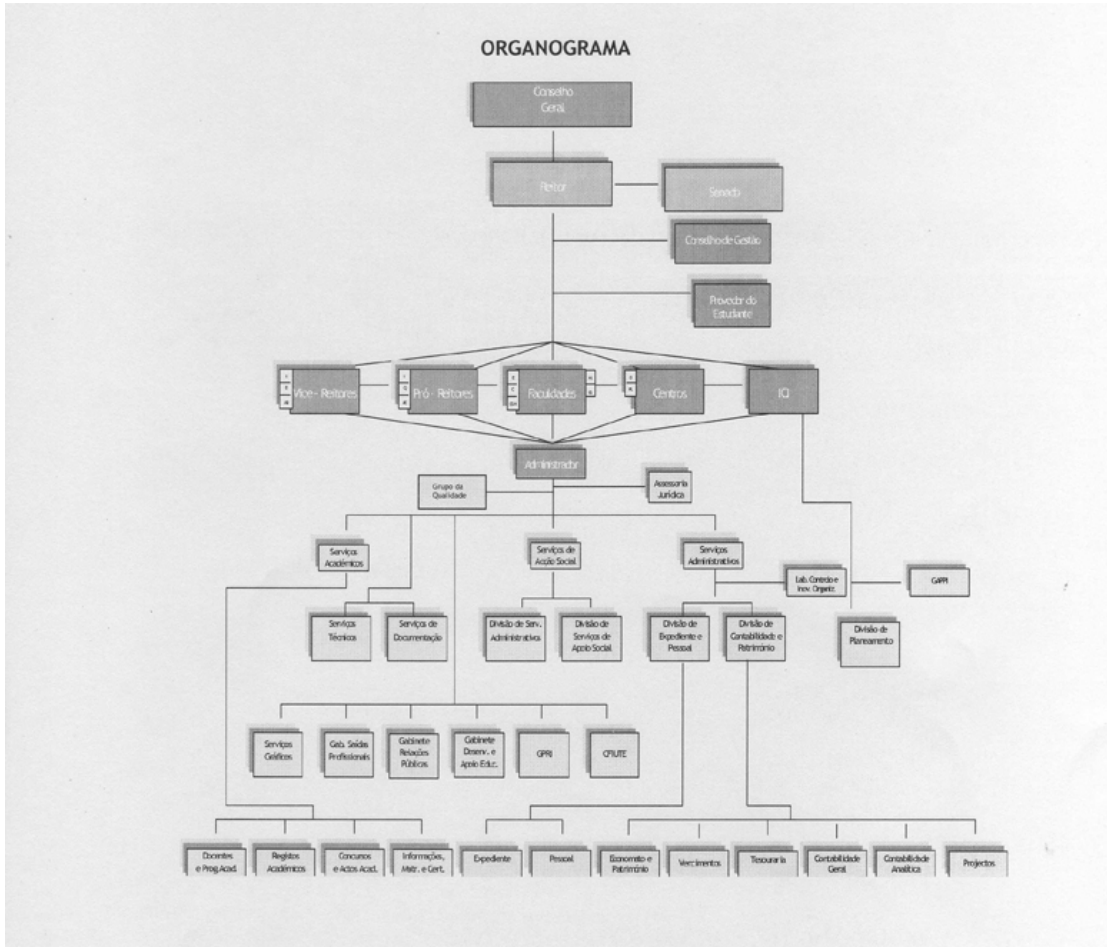 ORGANOGRAMA
Conselho
Geral
Reitor
Senado
Conselho de Gestão
Provedor do
Estudante
Vice - Reitores
Pró - Reitores
Faculdades
Centros
ICI
Administrador
Grupo da
Qualidade
Assessoria
Jurídica
Serviços
Académicos
Serviços de
Acção Social
Serviços
Administrativos
Lab. Controlo e
Inov. Organiz.
GAPPI
Serviços
Técnicos
Serviços de
Documentação
Divisão de Serv.
Administrativos
Divisão de
Serviços de
Apoio Social
Divisão de
Expediente e
Pessoal
Divisão de
Contabilidade e
Património
Divisão de
Planeamento
Serviços
Gráficos
Gab. Saídas
Profissionais
Gabinete
Relações
Públicas
Gabinete
Desenv. e
Apoio Educ.
GPRI
CFIUTE
Docentes
e Prog.Acad.
Registos
Académicos
Concursos
e Actos Acad.
Informações,
Matr. e Cert.
Expediente
Pessoal
Economato e
Património
Vencimentos
Tesouraria
Contabilidade
Geral
Contabilidade
Analítica
Projectos